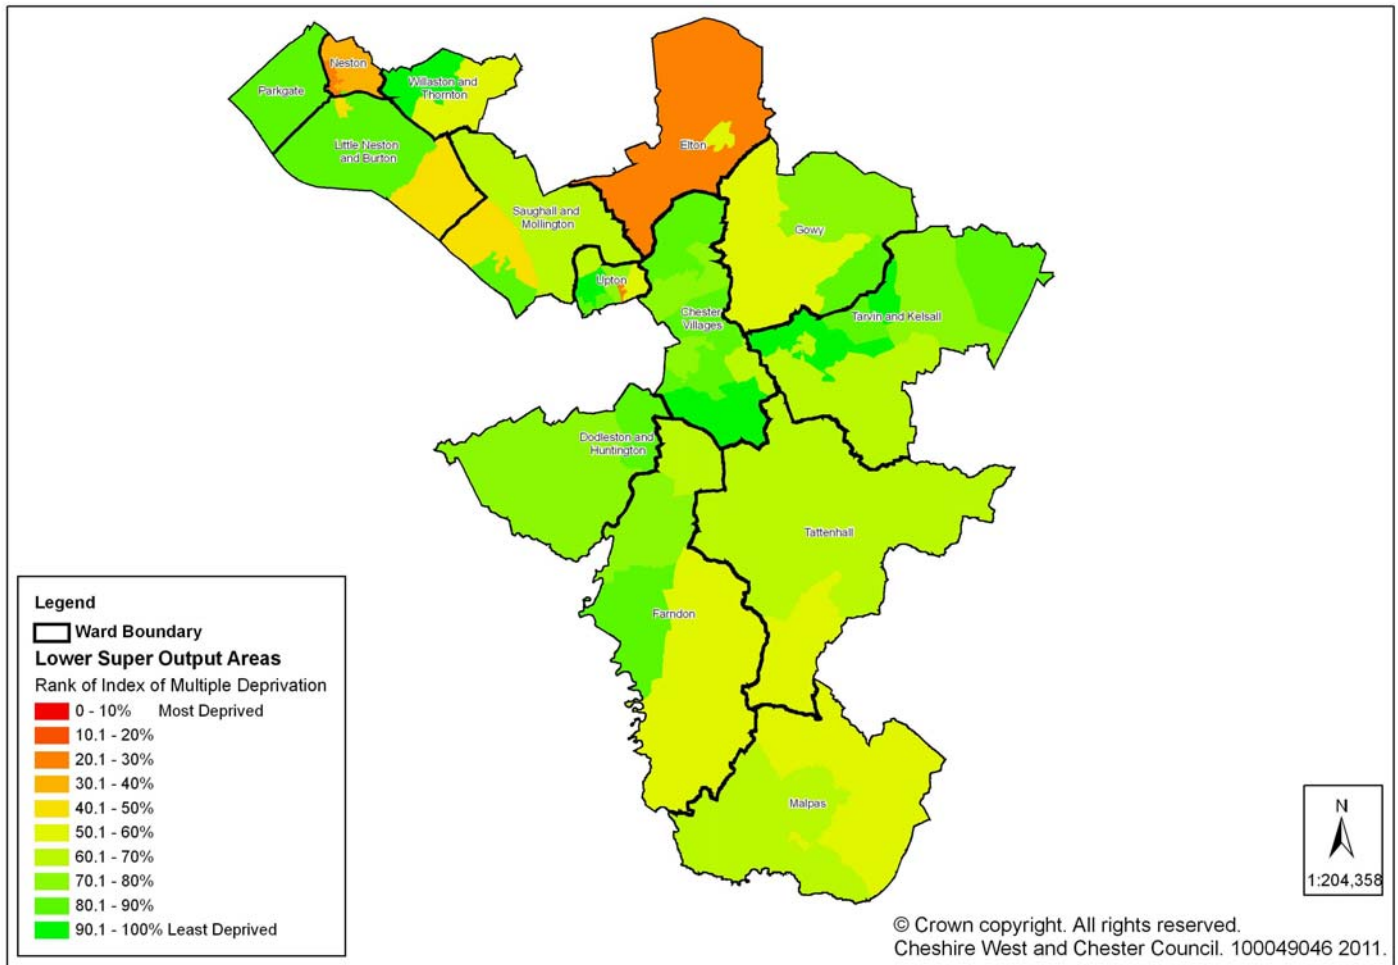 Neston
Parkgate
Willaston and
Thornton
Little Neston
and Burton
Elton
Saughall and
Mollington
Gowy
Upton
Chester
Villages
Tarvin and Kelsall
Dodleston and
Huntington
Tattenhall
Farndon
Malpas
Legend
Ward Boundary
Lower Super Output Areas
Rank of Index of Multiple Deprivation
0 - 10% Most Deprived
10.1 - 20%
20.1 - 30%
30.1 - 40%
40.1 - 50%
50.1 - 60%
60.1 - 70%
70.1 - 80%
80.1 - 90%
90.1 - 100% Least Deprived
N
1:204,358
© Crown copyright. All rights reserved.
Cheshire West and Chester Council. 100049046 2011.